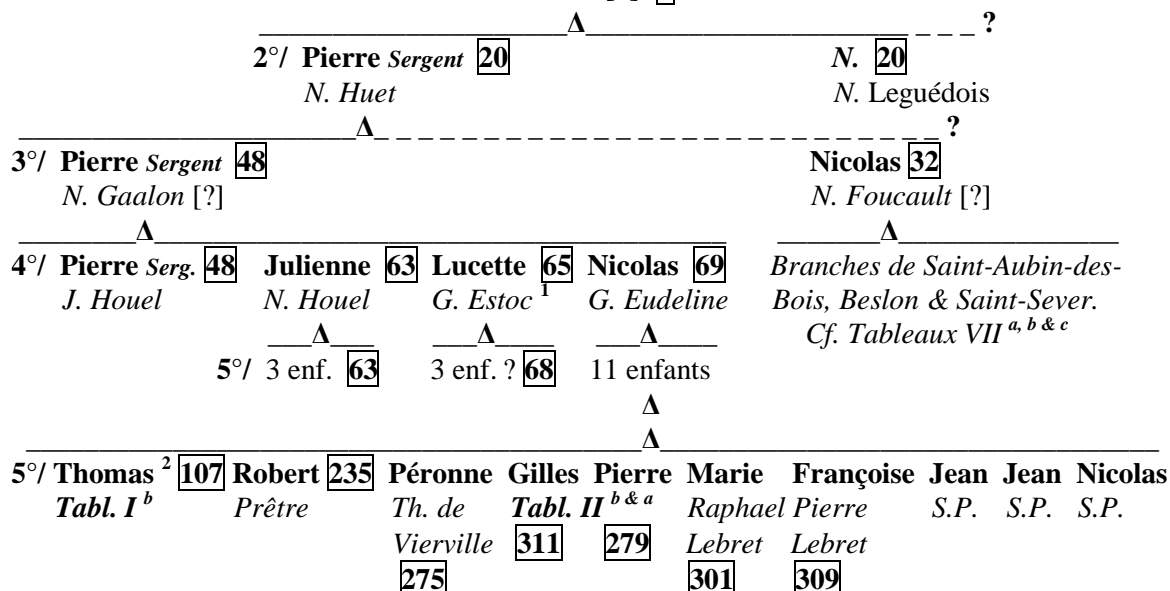 Δ ?
2°/ Pierre Sergent 20 N. 20
N. Huet N. Leguédois
Δ ?
3°/ Pierre Sergent 48 Nicolas 32
N. Gaalon [?] N. Foucault [?]
Δ Δ
4°/ Pierre Serg. 48 Julienne 63 Lucette 65 Nicolas 69 Branches de Saint-Aubin-des-
J. Houel N. Houel G. Estoc 1 G. Eudeline Bois, Beslon & Saint-Sever.
Δ Δ Δ Cf. Tableaux VII a, b & c
5°/ 3 enf. 63 3 enf. ? 68 11 enfants
Δ
Δ
5°/ Thomas 2 107 Robert 235 Péronne Gilles Pierre Marie Françoise Jean Jean Nicolas
Tabl. I b Prêtre Th. de Tabl. II b & a Raphael Pierre S.P. S.P. S.P.
Vierville 311 279 Lebret Lebret
275 301 309